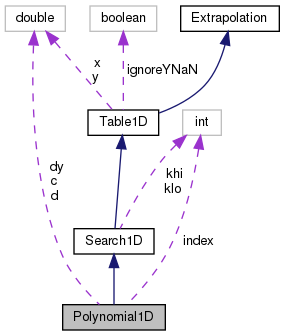 double
boolean
Extrapolation
x
y
ignoreYNaN
Table1D
int
dy
c
d
khi
klo
Search1D
index
Polynomial1D